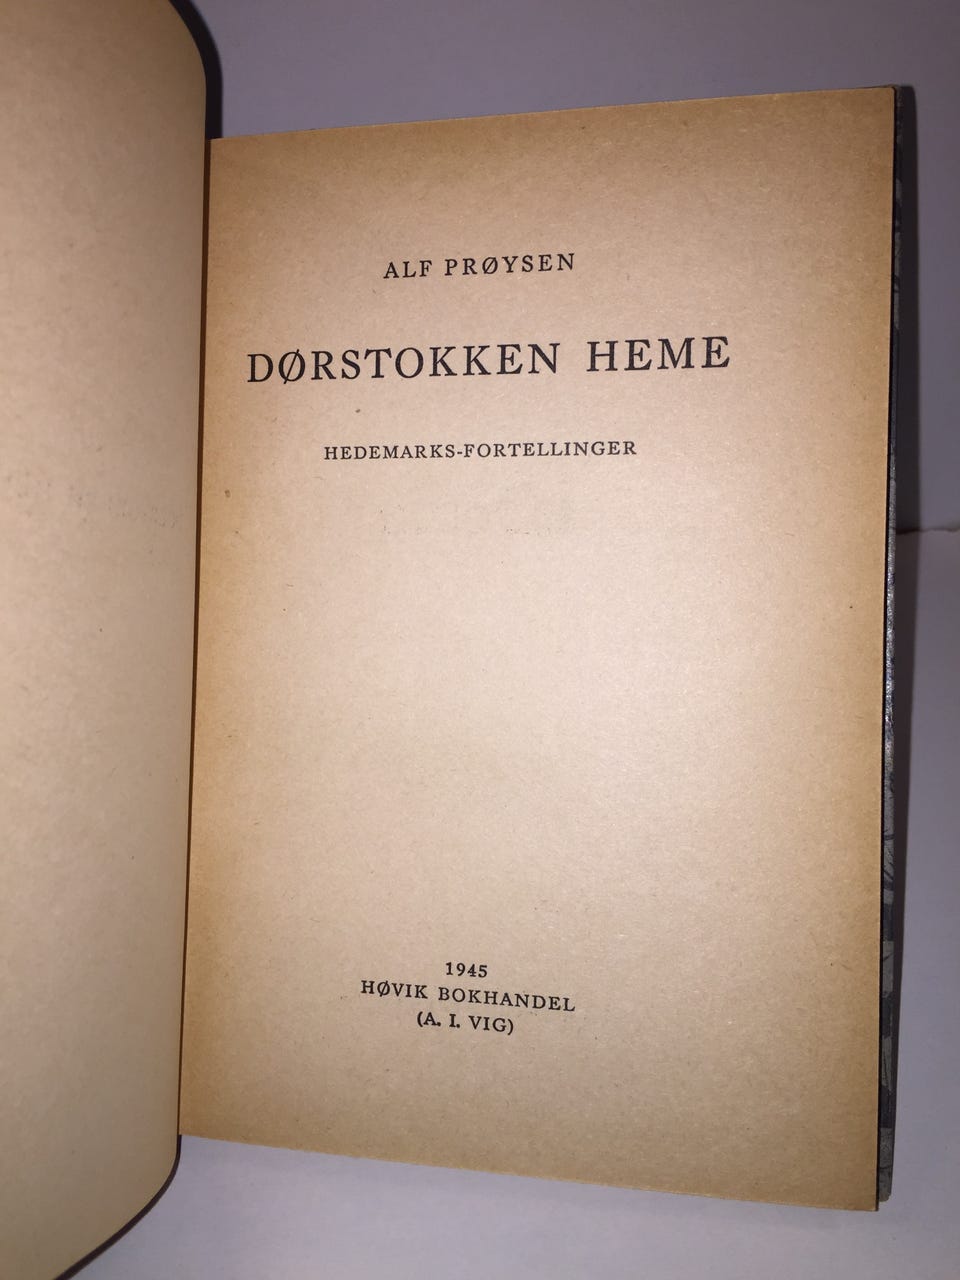 ALF PRØYSEN
DØRSTOKKEN HEME
HEDEMARKS-FORTELLINGER
1945
HØVIK BOKHANDEL
(A. I. VIG)